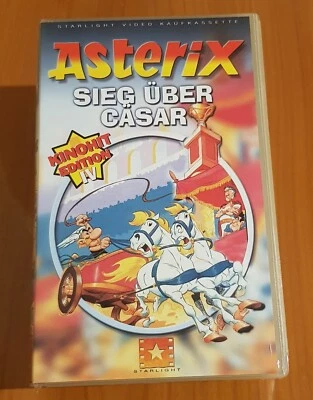 STARLIGHT VIDEO KAUFKASSETTE
Asterix
SIEG ÜBER
CÄSAR
KINOHIT
EDITION
IV
STARLIGHT